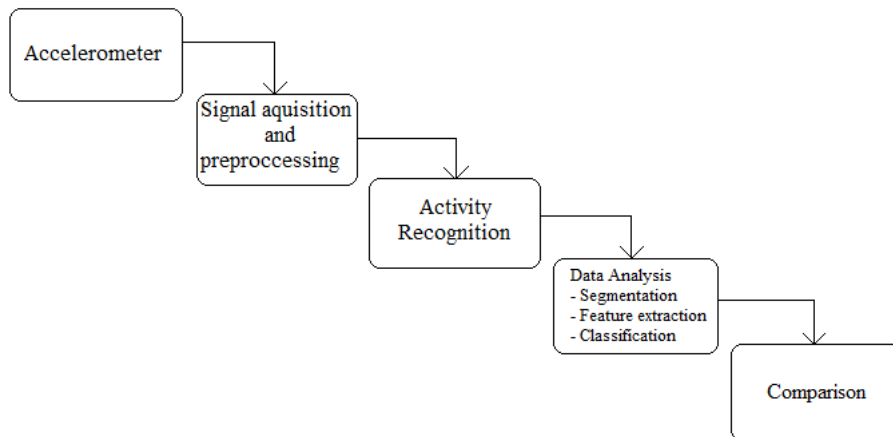 Accelerometer
Signal aquisition
and
preproccessing
Activity
Recognition
Data Analysis
- Segmentation
- Feature extraction
- Classification
Comparison